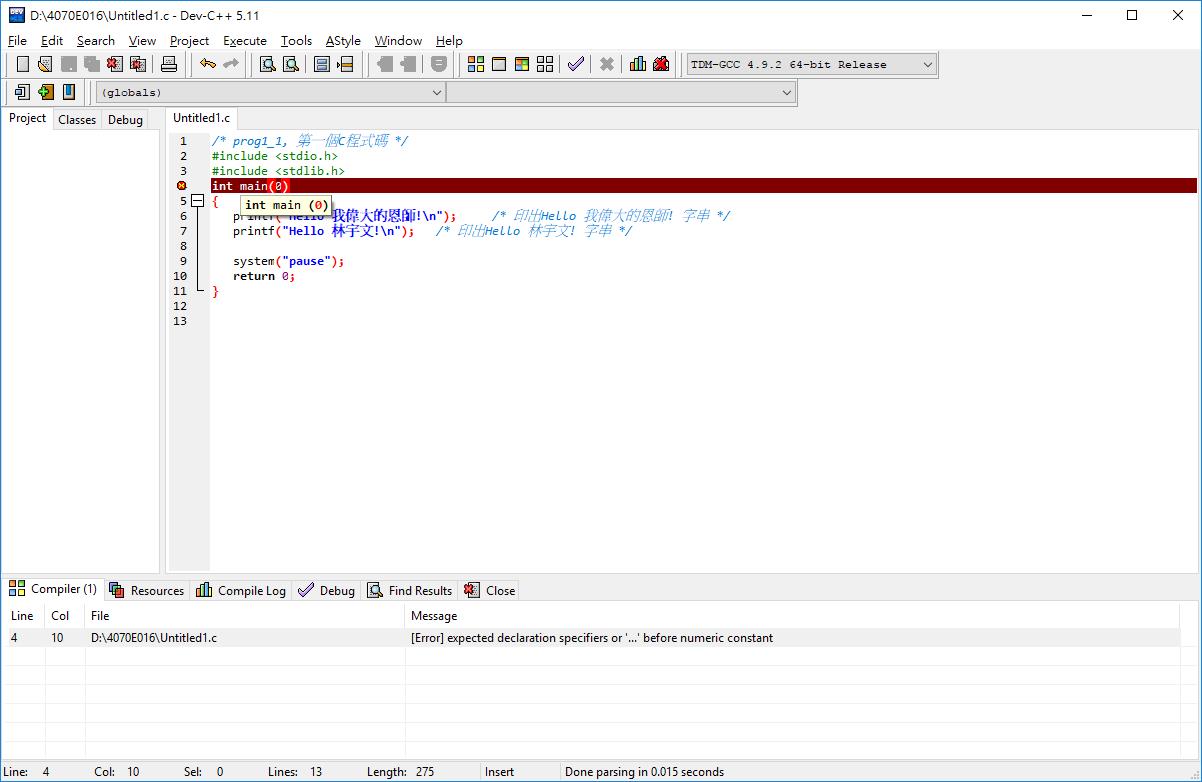 D:\4070E016\Untitled1.c - Dev-C++ 5.11
File Edit Search View Project Execute Tools AStyle Window Help
TDM-GCC 4.9.2 64-bit Release
(globals)
Project Classes Debug
Untitled1.c
1 /* prog1_1, 第一個C程式碼 */
2 #include <stdio.h>
3 #include <stdlib.h>
int main(0)
5 {
int main (0)
6 printf("Hello 我偉大的恩師!\n"); /* 印出Hello 我偉大的恩師! 字串 */
7 printf("Hello 林宇文!\n"); /* 印出Hello 林宇文! 字串 */
8
9 system("pause");
10 return 0;
11 }
12
13
Compiler (1) Resources Compile Log Debug Find Results Close
Line Col File Message
4 10 D:\4070E016\Untitled1.c [Error] expected declaration specifiers or '...' before numeric constant
Line: 4 Col: 10 Sel: 0 Lines: 13 Length: 275 Insert Done parsing in 0.015 seconds